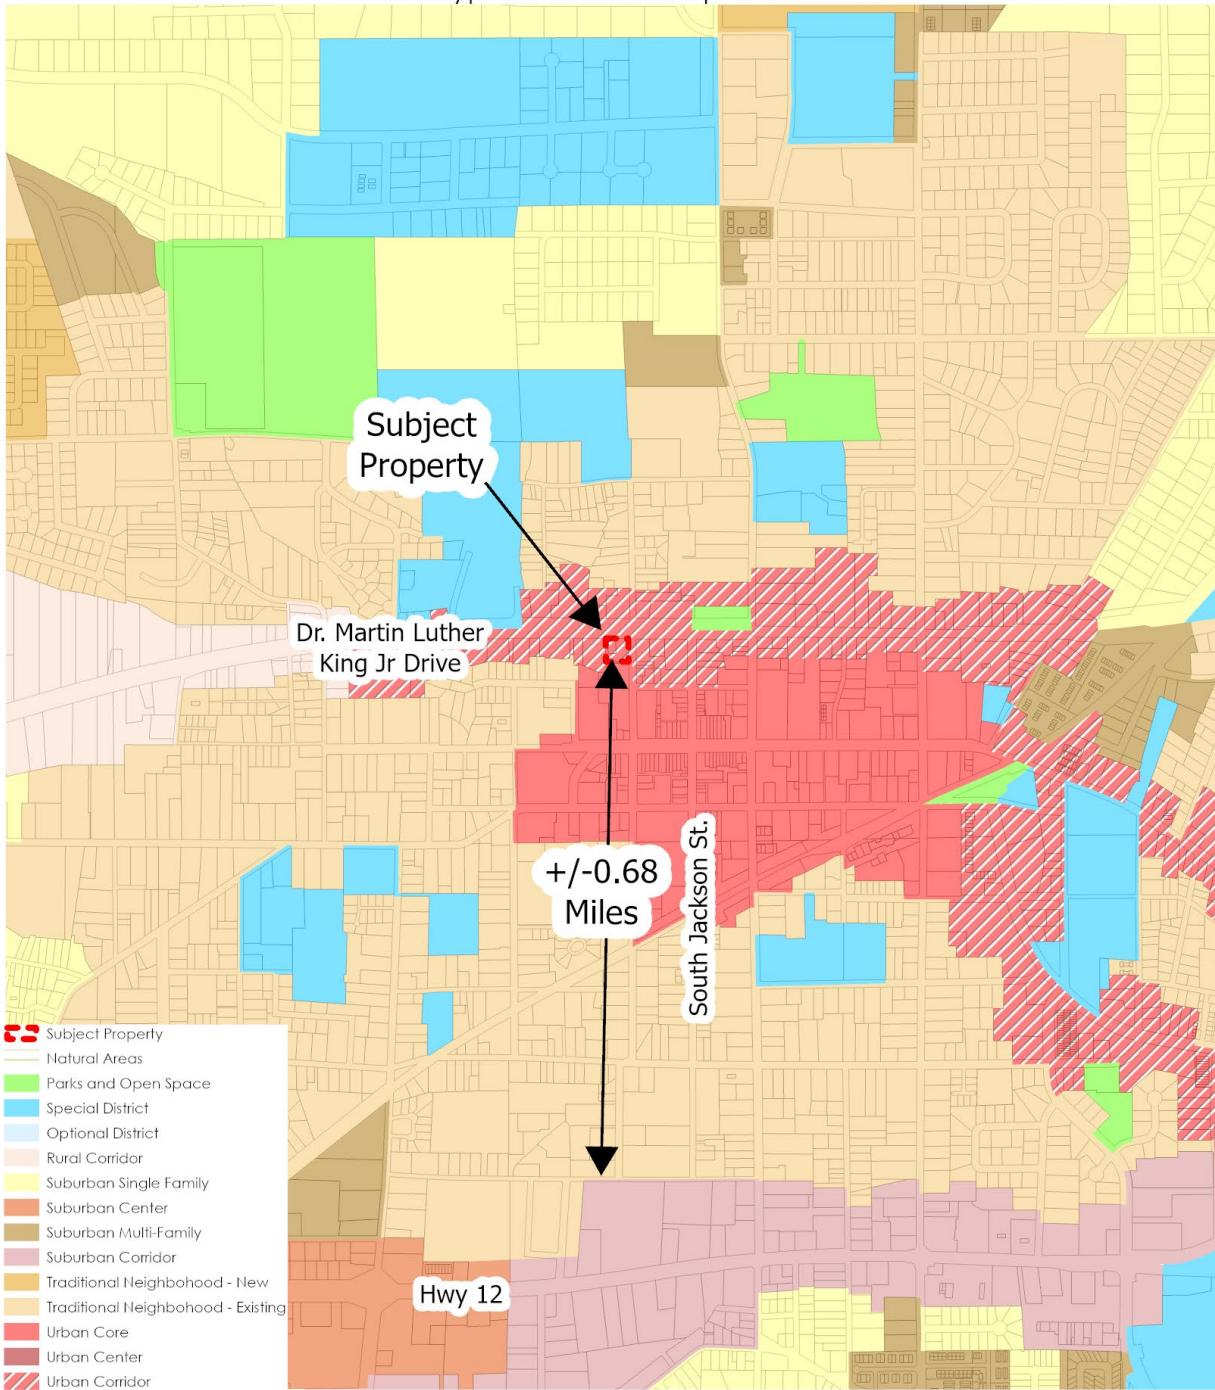 Subject
Property
Dr. Martin Luther
King Jr Drive
+/-0.68
Miles
South Jackson St.
Hwy 12
Subject Property
Natural Areas
Parks and Open Space
Special District
Optional District
Rural Corridor
Suburban Single Family
Suburban Center
Suburban Multi-Family
Suburban Corridor
Traditional Neighbohood - New
Traditional Neighbohood - Existing
Urban Core
Urban Center
Urban Corridor